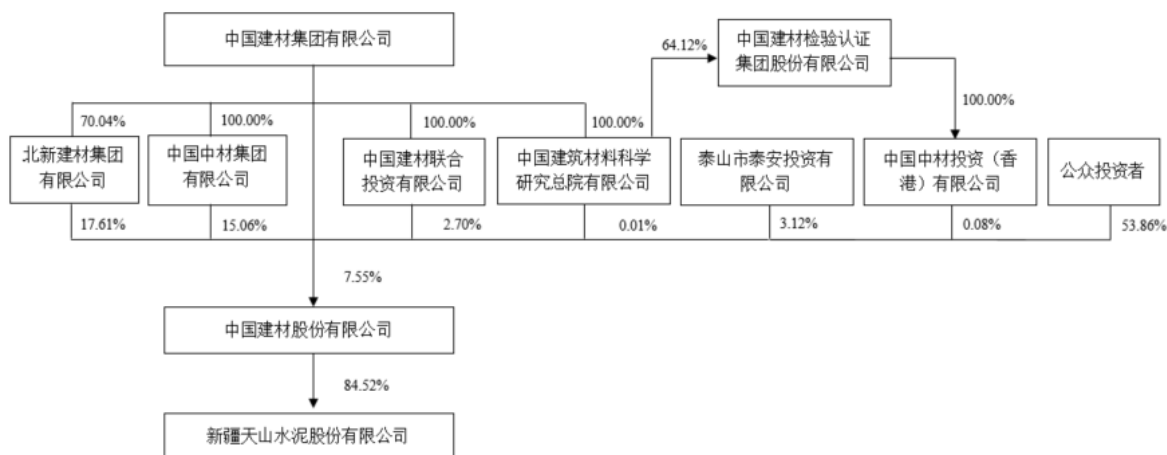 中国建材集团有限公司
中国建材检验认证
集团股份有限公司
64.12%
100.00%
70.04%
100.00%
100.00%
100.00%
北新建材集团
有限公司
中国中材集团
有限公司
中国建材联合
投资有限公司
中国建筑材料科学
研究总院有限公司
泰山市泰安投资有
限公司
中国中材投资（香
港）有限公司
公众投资者
17.61%
15.06%
2.70%
0.01%
3.12%
0.08%
53.86%
7.55%
中国建材股份有限公司
84.52%
新疆天山水泥股份有限公司